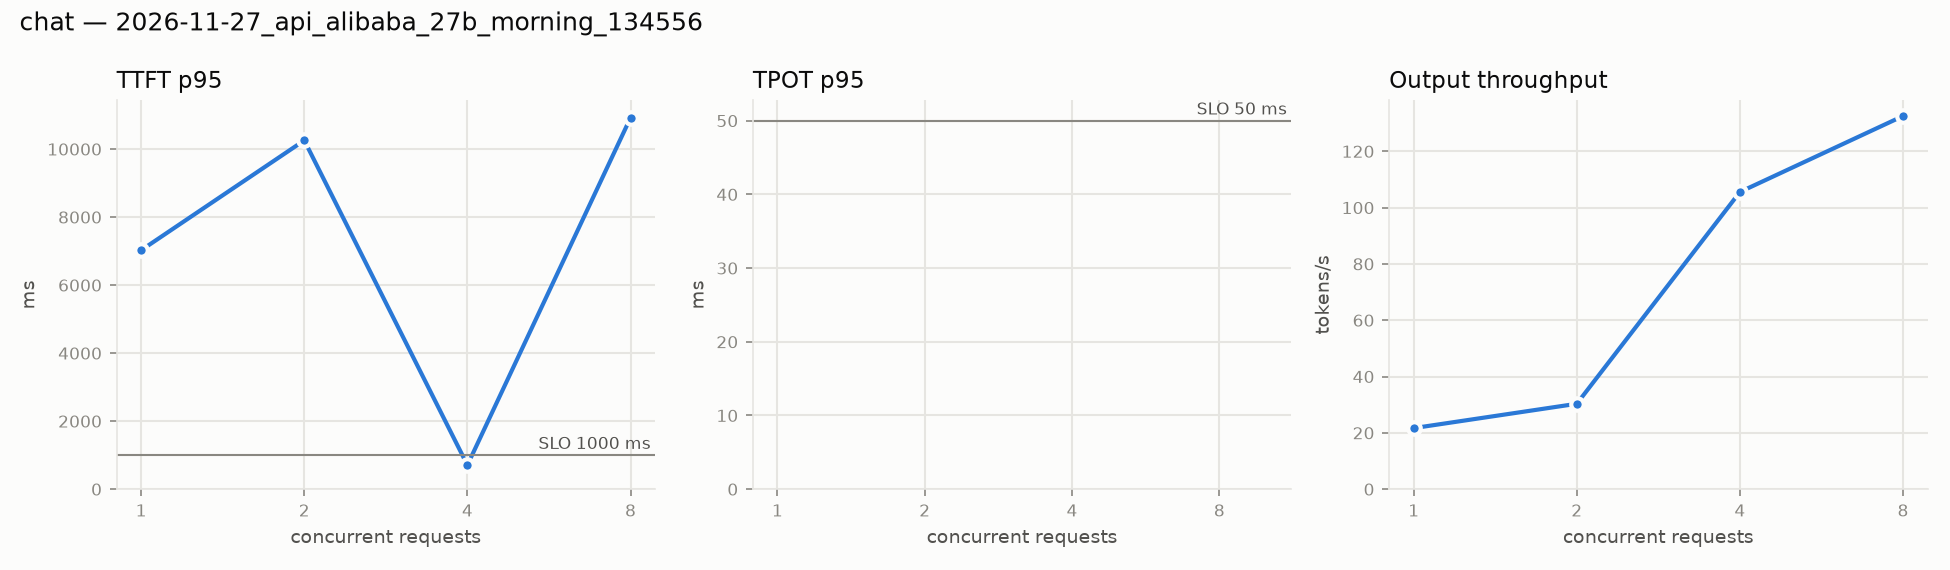 chat — 2026-11-27_api_alibaba_27b_morning_134556
TTFT p95
ms
10000
8000
6000
4000
2000
0
SLO 1000 ms
1 2 4 8
concurrent requests
TPOT p95
ms
50
40
30
20
10
0
SLO 50 ms
1 2 4 8
concurrent requests
Output throughput
tokens/s
120
100
80
60
40
20
0
1 2 4 8
concurrent requests